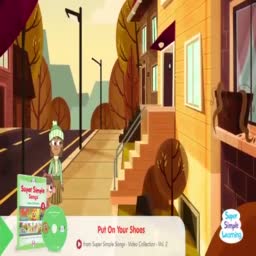 Super Simple
Songs
Put On Your Shoes
From Super Simple Songs - Video Collection - Vol. 2
Super
Simple
Learning